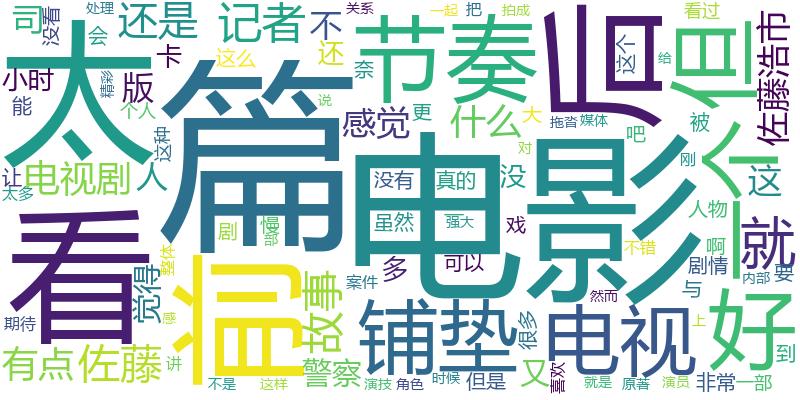 司
没看
处理
会
还是
记者
不
关系
一起
把
拍成
看过
太
卡
还
节奏
后
这个
但
佐藤浩市
小时
版
精彩
这么
奈
给
能
个人
篇
说
更
大
拖沓
媒体
被
感觉
什么
吧
这种
电影
对
刚
一个
让
电视剧
人
没有
真的
没
这
太多
看
剧
慢
部
虽然
强大
戏
人物
就
觉得
整体
前
多
可以
不错
啊
剧情
要
案件
然而
与
内部
期待
感
故事
铺垫
很多
电视
上
好
到
有点
佐藤
讲
警察
又
喜欢
不是
这样
演技
角色
时候
但是
就是
原著
演员
非常
一部